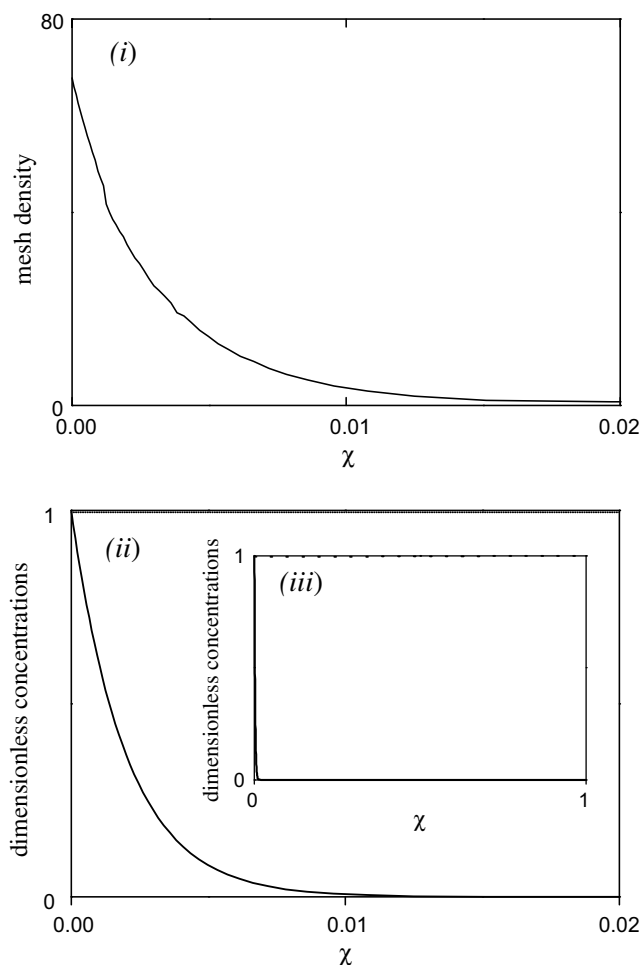 80
(i)
mesh density
0
0.00 0.01 0.02
χ
1
(ii)
dimensionless concentrations
1
(iii)
dimensionless concentrations
0
0 1
χ
0
0.00 0.01 0.02
χ